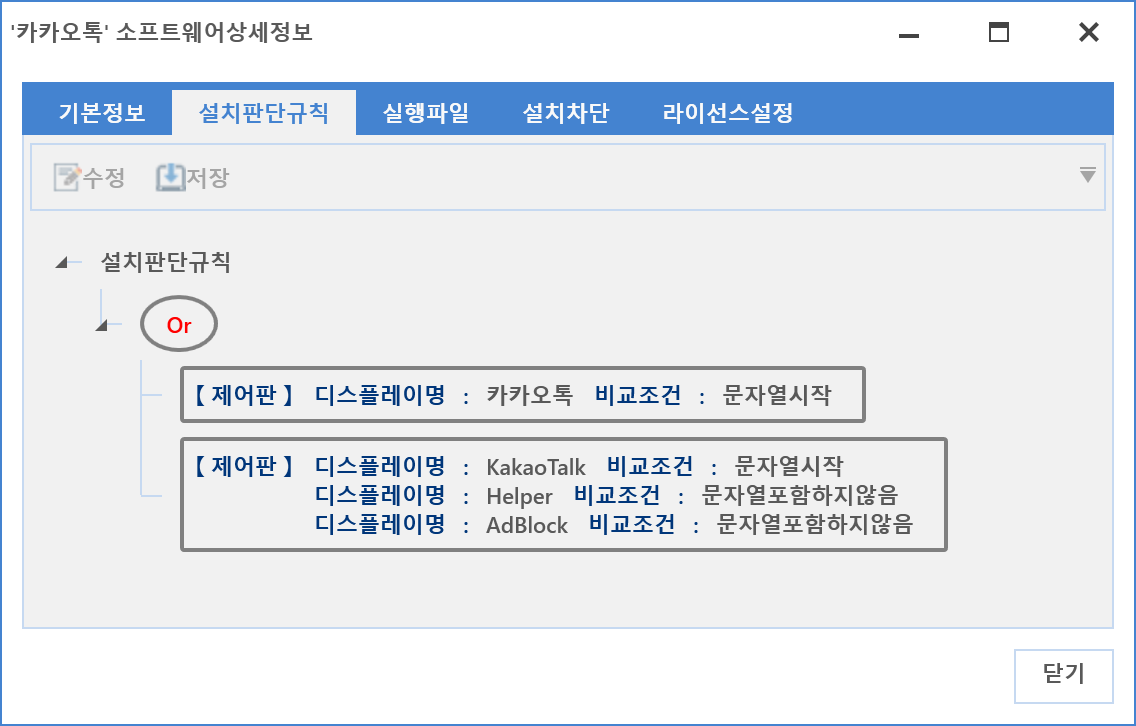 '카카오톡' 소프트웨어상세정보
기본정보 설치판단규칙 실행파일 설치차단 라이선스설정
수정 저장
설치판단규칙
Or
【 제어판 】 디스플레이명 : 카카오톡 비교조건 : 문자열시작
【 제어판 】 디스플레이명 : KakaoTalk 비교조건 : 문자열시작
디스플레이명 : Helper 비교조건 : 문자열포함하지않음
디스플레이명 : AdBlock 비교조건 : 문자열포함하지않음
닫기